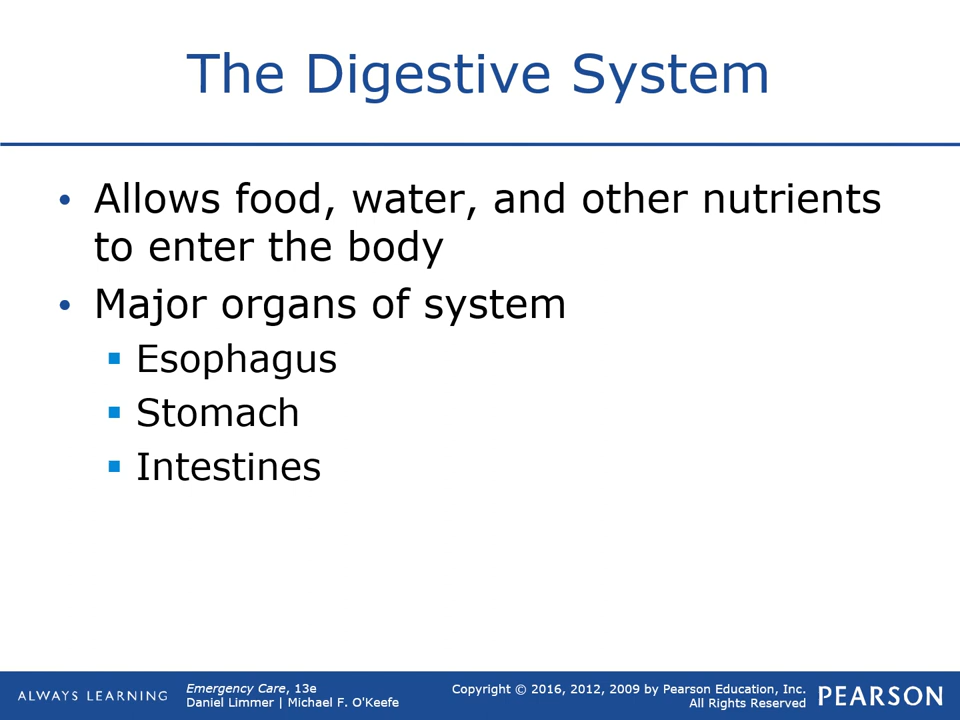 The Digestive System
• Allows food, water, and other nutrients
to enter the body
• Major organs of system
▪ Esophagus
▪ Stomach
▪ Intestines
ALWAYS LEARNING
Emergency Care, 13e
Daniel Limmer | Michael F. O'Keefe
Copyright © 2016, 2012, 2009 by Pearson Education, Inc.
All Rights Reserved
PEARSON